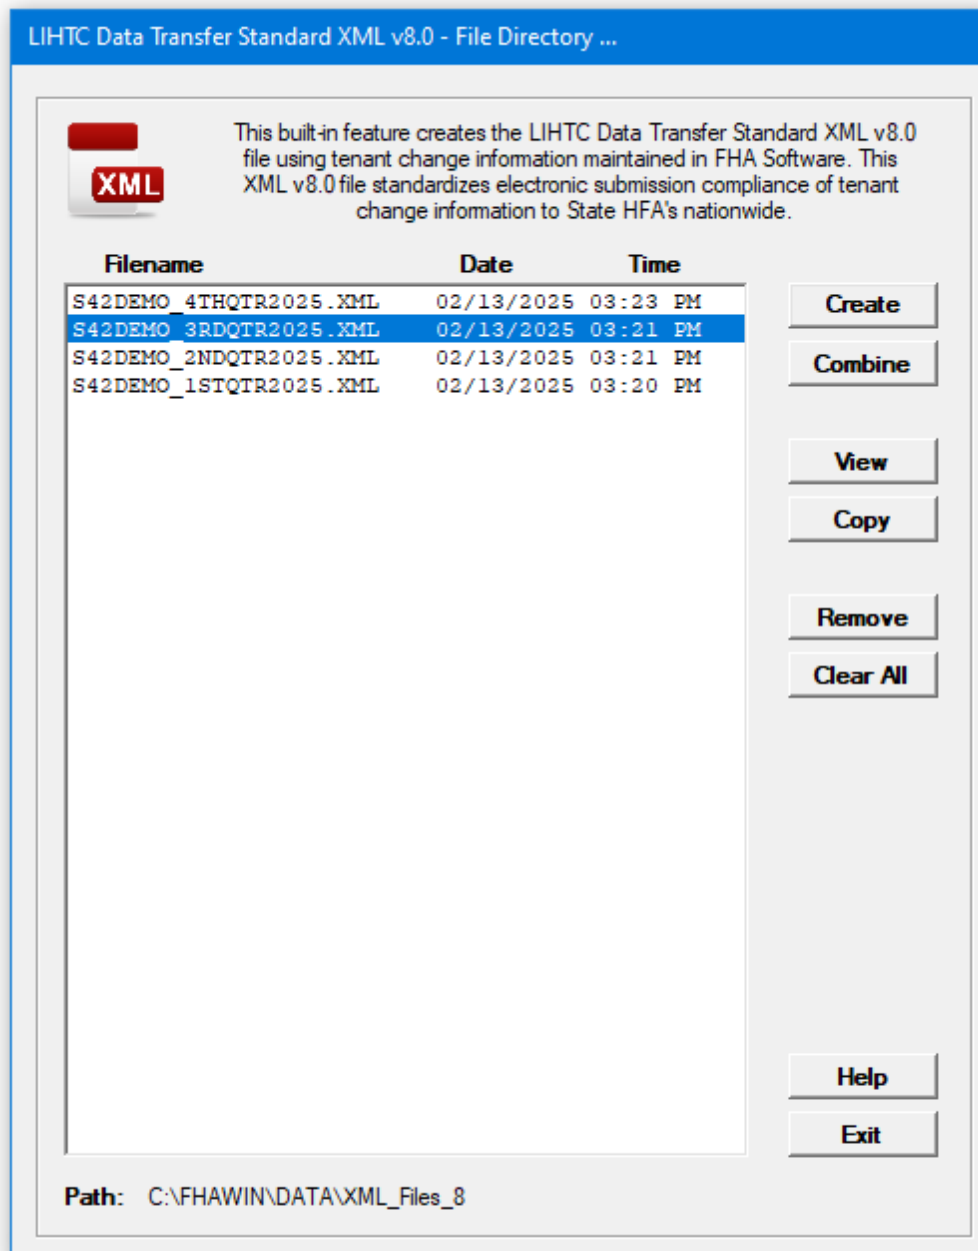 LIHTC Data Transfer Standard XML v8.0 - File Directory ...
This built-in feature creates the LIHTC Data Transfer Standard XML v8.0
file using tenant change information maintained in FHA Software. This
XML v8.0 file standardizes electronic submission compliance of tenant
change information to State HFA's nationwide.
XML
Filename Date Time
S42DEMO_4THQTR2025.XML 02/13/2025 03:23 PM
S42DEMO_3RDQTR2025.XML 02/13/2025 03:21 PM
S42DEMO_2NDQTR2025.XML 02/13/2025 03:21 PM
S42DEMO_1STQTR2025.XML 02/13/2025 03:20 PM
Create
Combine
View
Copy
Remove
Clear All
Help
Exit
Path: C:\FHAWIN\DATA\XML_Files_8